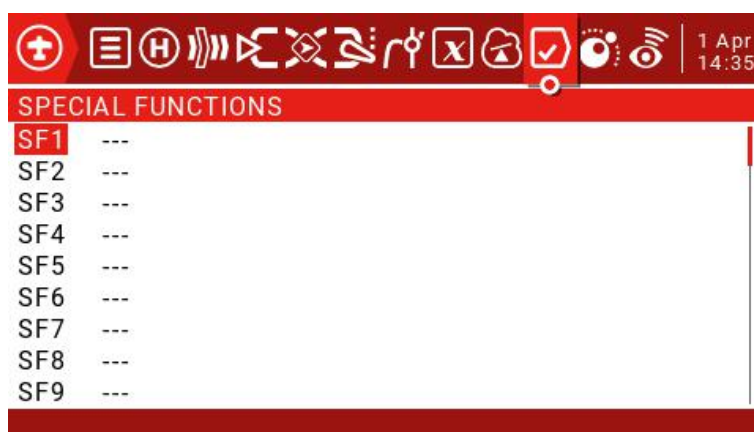 H x 1 Apr
14:35
SPECIAL FUNCTIONS
SF1 ---
SF2 ---
SF3 ---
SF4 ---
SF5 ---
SF6 ---
SF7 ---
SF8 ---
SF9 ---